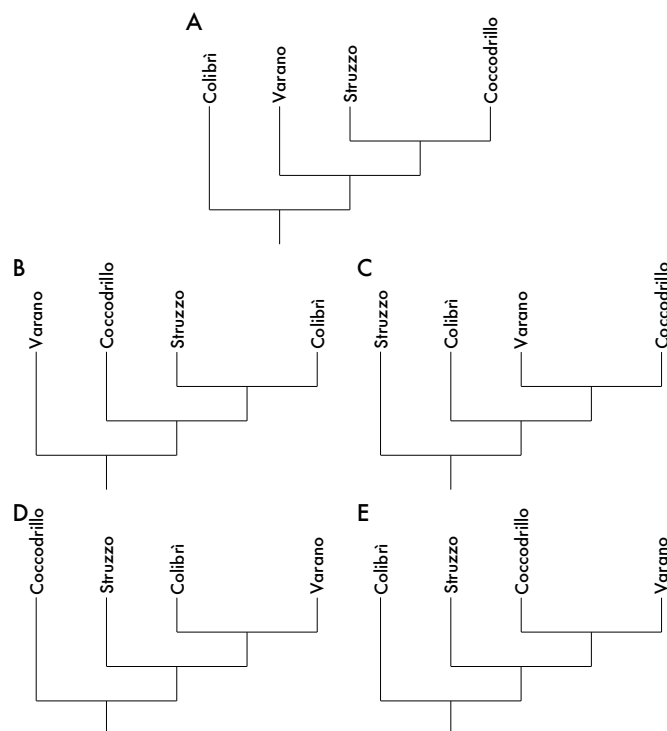 A
Colibrì
Varano
Struzzo
Coccodrillo
B
Varano
Coccodrillo
Struzzo
Colibrì
C
Struzzo
Colibrì
Varano
Coccodrillo
D
Coccodrillo
Struzzo
Colibrì
Varano
E
Colibrì
Struzzo
Coccodrillo
Varano